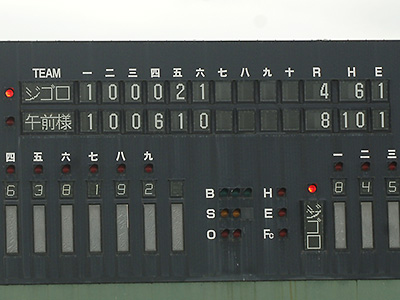 TEAM 一 二 三 四 五 六 七 八 九 十 R H E
ジゴロ 1 0 0 0 2 1 4 6 1
午前様 1 0 0 6 1 0 8 10 1
四 五 六 七 八 九
6 3 8 1 9 2
B
S
O
H
E
Fc
ジゴロ
一 二 三
8 4 5